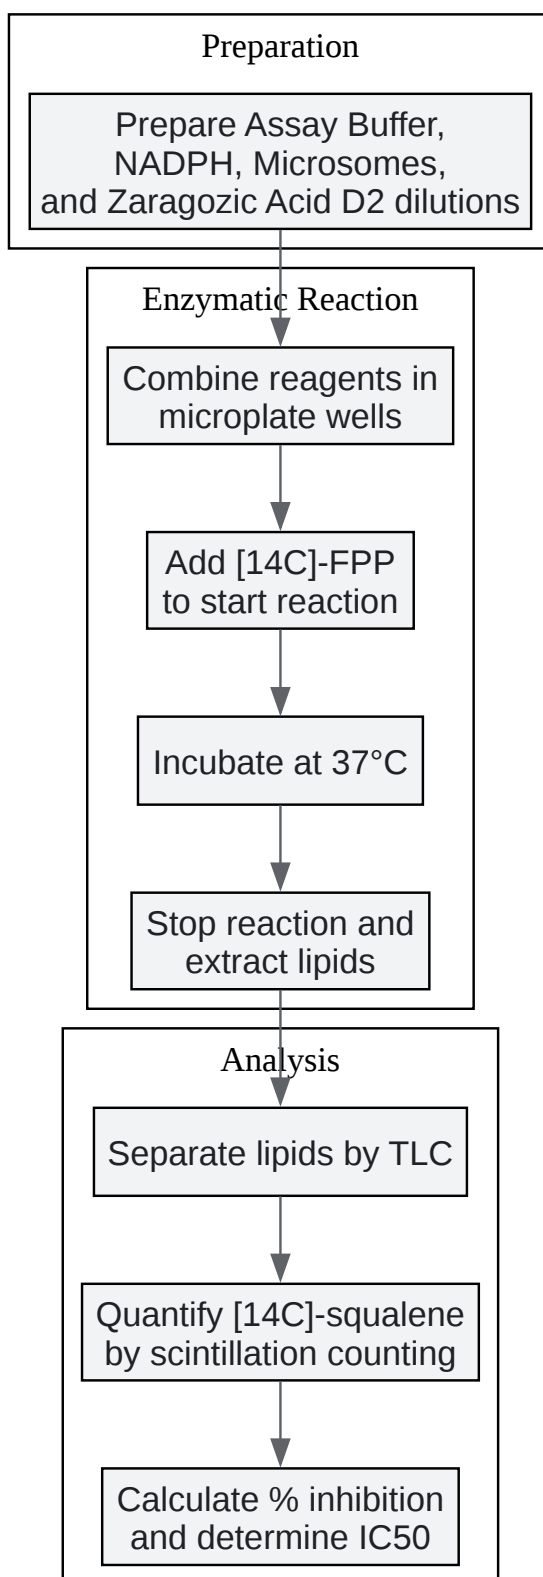 Preparation
Prepare Assay Buffer,
NADPH, Microsomes,
and Zaragozic Acid D2 dilutions
Enzymatic Reaction
Combine reagents in
microplate wells
Add [14C]-FPP
to start reaction
Incubate at 37°C
Stop reaction and
extract lipids
Analysis
Separate lipids by TLC
Quantify [14C]-squalene
by scintillation counting
Calculate % inhibition
and determine IC50